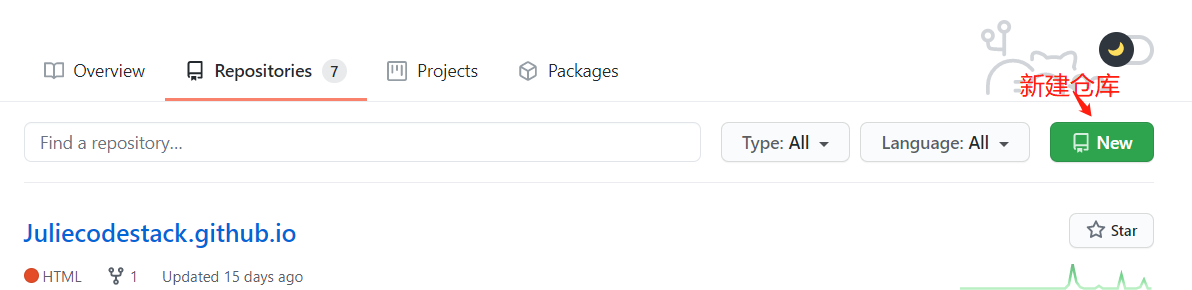 Overview Repositories 7 Projects Packages
新建仓库
Find a repository… Type: All Language: All New
Juliecodestack.github.io Star
HTML 1 Updated 15 days ago